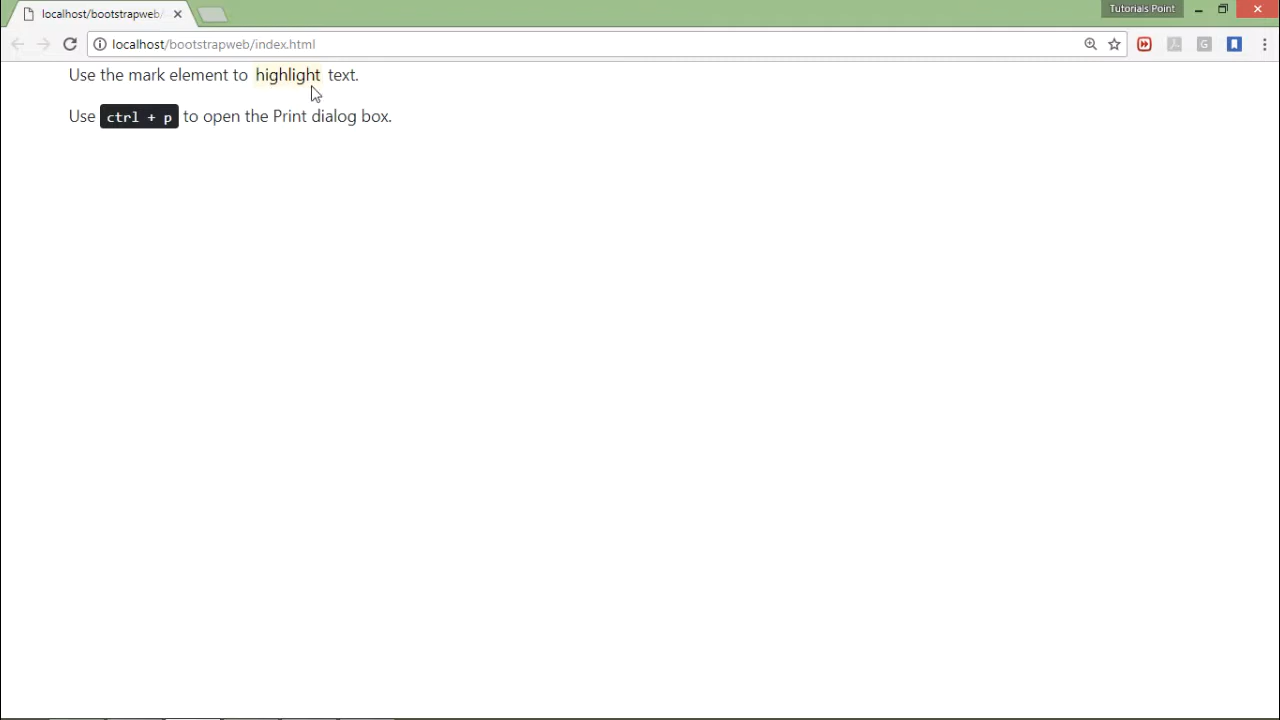 localhost/bootstrapweb/
Tutorials Point
localhost/bootstrapweb/index.html
Use the mark element to highlight text.
Use ctrl + p to open the Print dialog box.